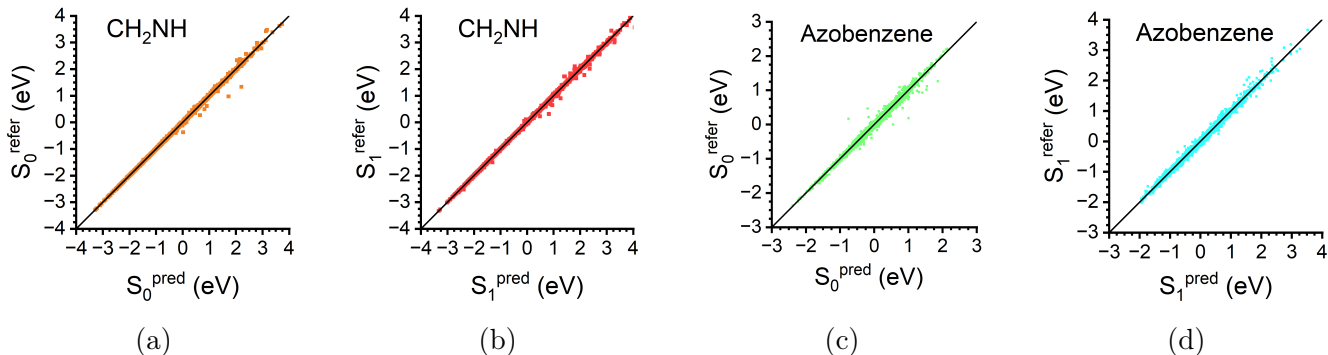 CH₂NH
S₀ʳᵉᶠᵉʳ (eV)
4
3
2
1
0
−1
−2
−3
−4
−4 −3 −2 −1 0 1 2 3 4
S₀ᵖʳᵉᵈ (eV)
(a)
CH₂NH
S₁ʳᵉᶠᵉʳ (eV)
4
3
2
1
0
−1
−2
−3
−4
−4 −3 −2 −1 0 1 2 3 4
S₁ᵖʳᵉᵈ (eV)
(b)
Azobenzene
S₀ʳᵉᶠᵉʳ (eV)
3
2
1
0
−1
−2
−3
−3 −2 −1 0 1 2 3
S₀ᵖʳᵉᵈ (eV)
(c)
Azobenzene
S₁ʳᵉᶠᵉʳ (eV)
4
3
2
1
0
−1
−2
−3
−3 −2 −1 0 1 2 3 4
S₁ᵖʳᵉᵈ (eV)
(d)